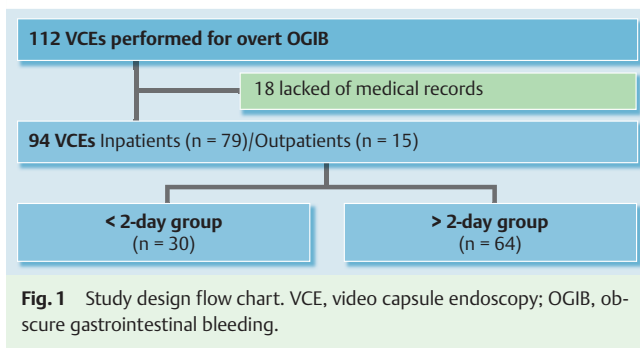 112 VCEs performed for overt OGIB
18 lacked of medical records
94 VCEs Inpatients (n = 79)/Outpatients (n = 15)
< 2-day group
(n = 30)
> 2-day group
(n = 64)
Fig. 1 Study design flow chart. VCE, video capsule endoscopy; OGIB, ob-
scure gastrointestinal bleeding.